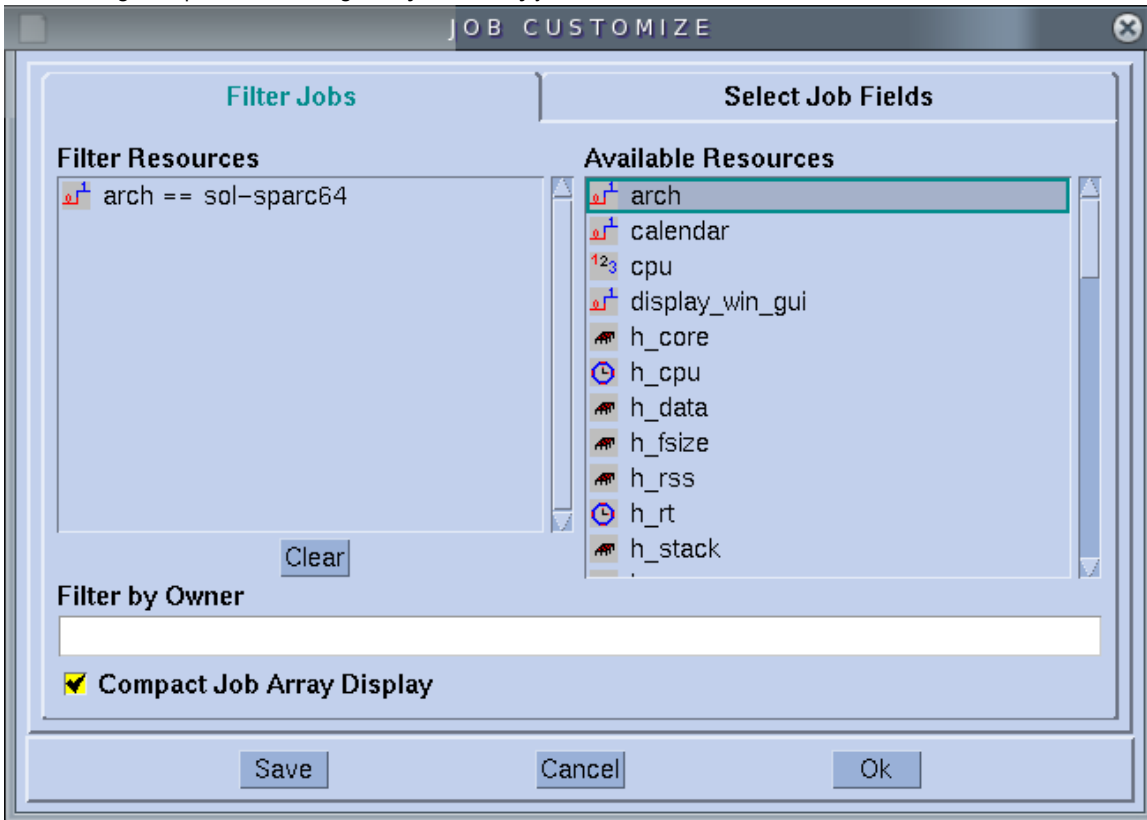 JOB CUSTOMIZE
Filter Jobs
Select Job Fields
Filter Resources
arch == sol-sparc64
Clear
Available Resources
arch
calendar
cpu
display_win_gui
h_core
h_cpu
h_data
h_fsize
h_rss
h_rt
h_stack
Filter by Owner
Compact Job Array Display
Save
Cancel
Ok